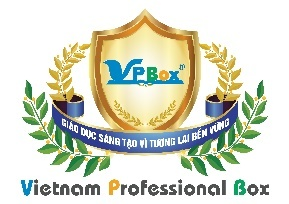 VPBox®
GIÁO DỤC SÁNG TẠO VÌ TƯƠNG LAI BỀN VỮNG
Vietnam Professional Box